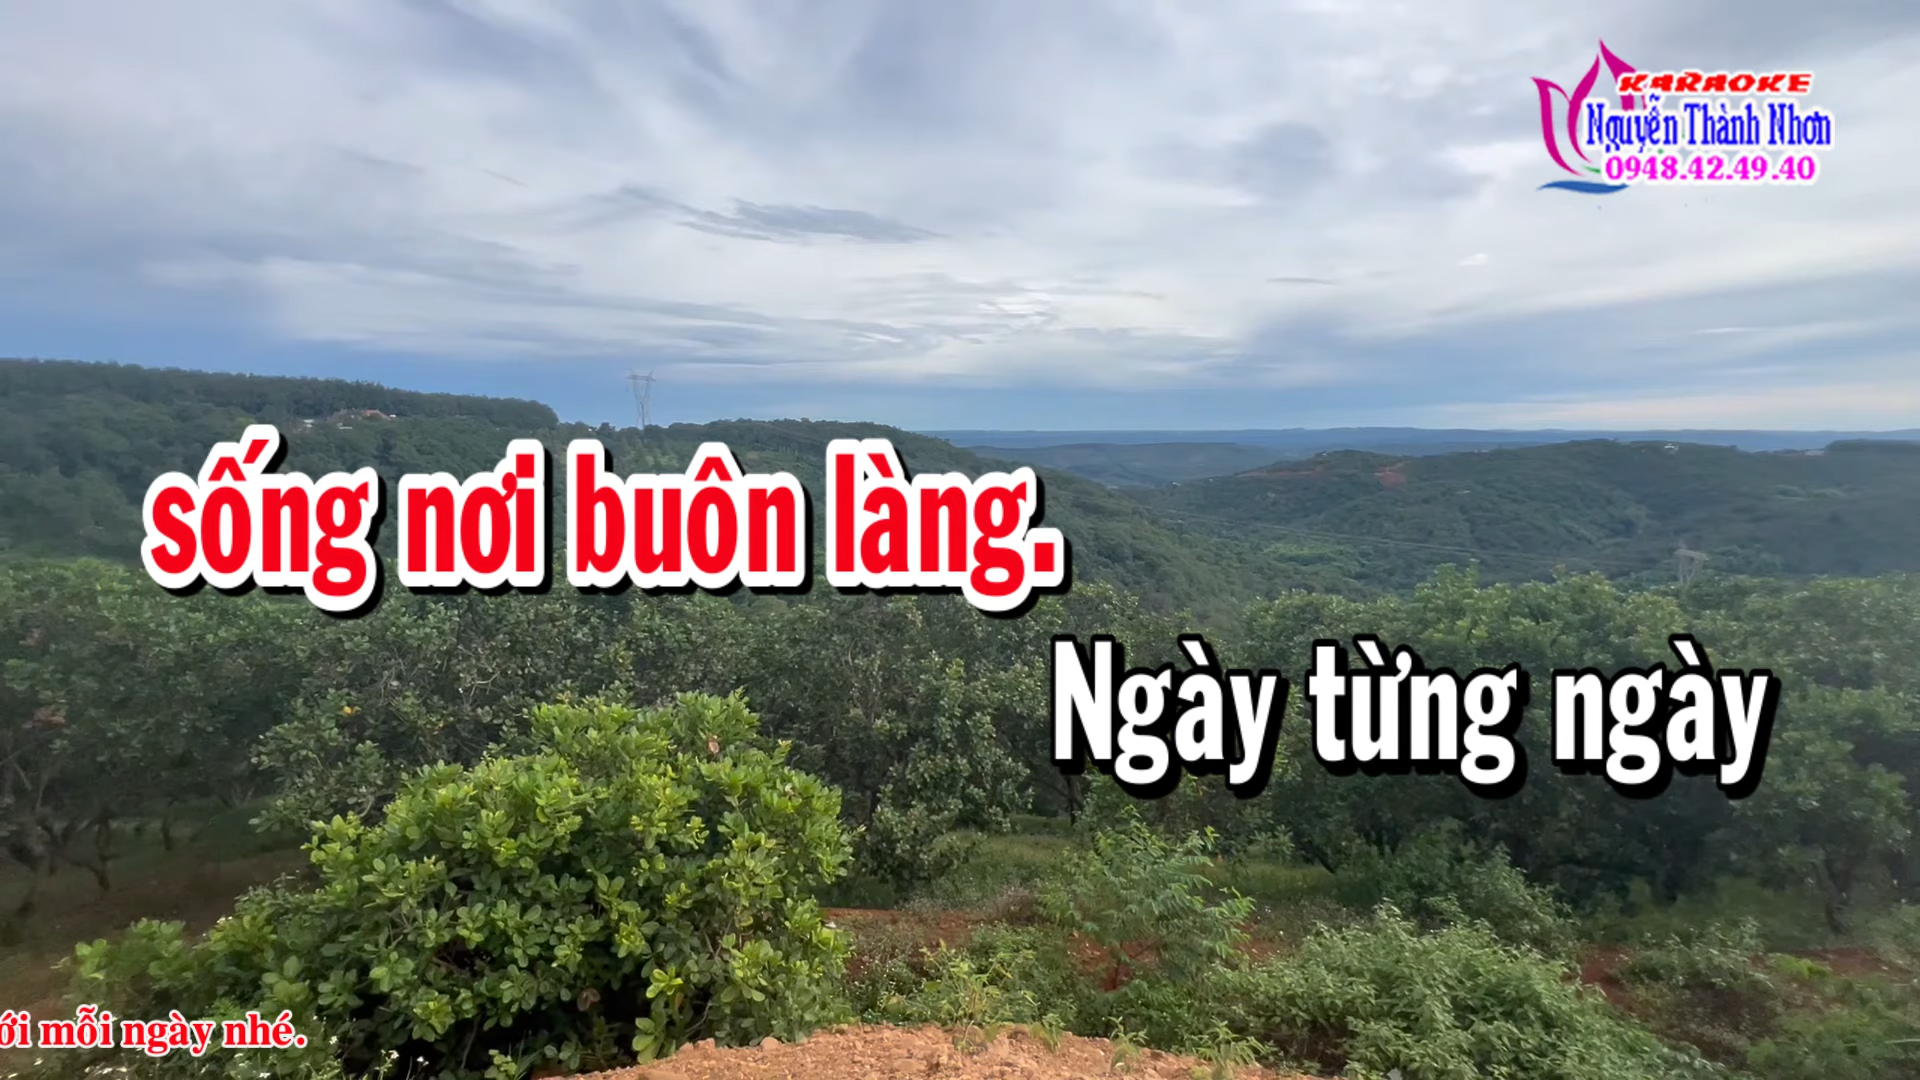 KARAOKE
Nguyễn Thành Nhơn
0948.42.49.40
sống nơi buôn làng.
Ngày từng ngày
mỗi ngày nhé.